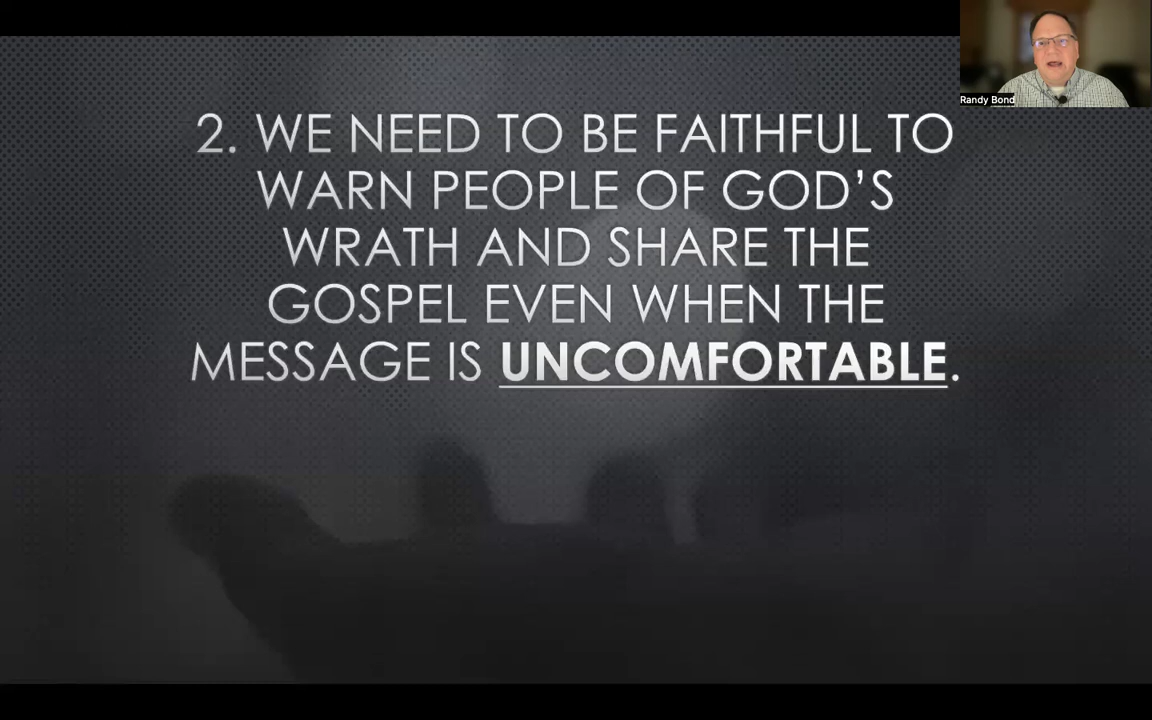 2. WE NEED TO BE FAITHFUL TO
WARN PEOPLE OF GOD'S
WRATH AND SHARE THE
GOSPEL EVEN WHEN THE
MESSAGE IS UNCOMFORTABLE.
Randy Bond